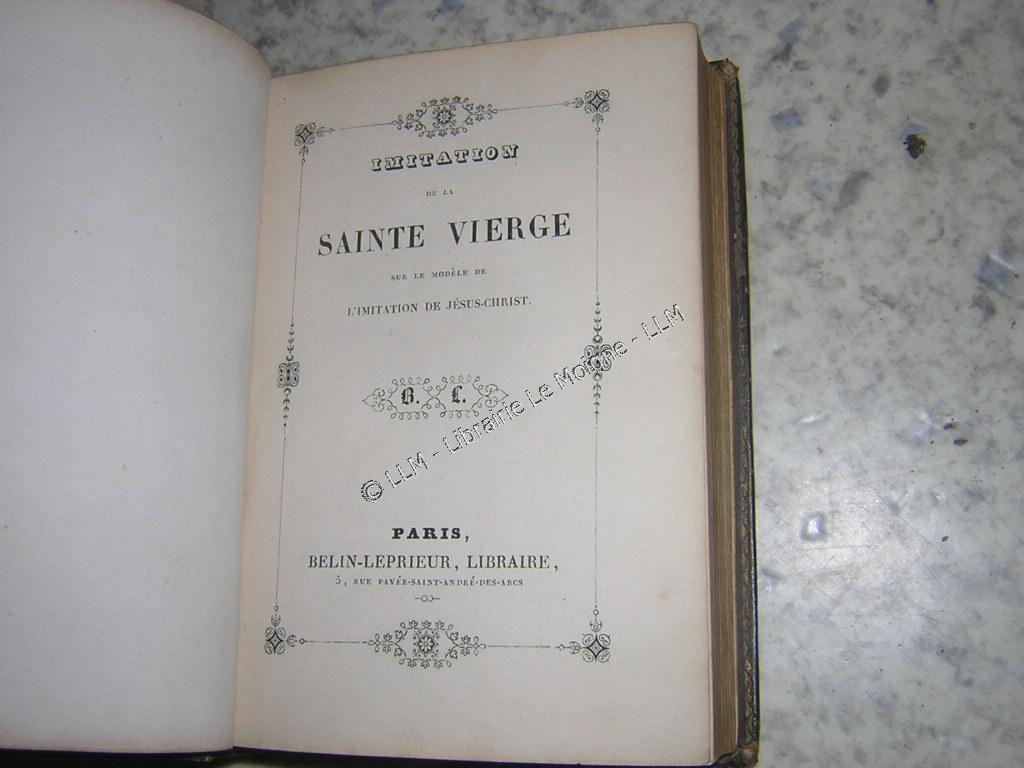 IMITATION
DE LA
SAINTE VIERGE
SUR LE MODÈLE DE
L'IMITATION DE JÉSUS-CHRIST.
B. L.
© LLM - Librairie Le Moigne - LLM
PARIS,
BELIN-LEPRIEUR, LIBRAIRE,
5, RUE PAVÉE-SAINT-ANDRÉ-DES-ARCS